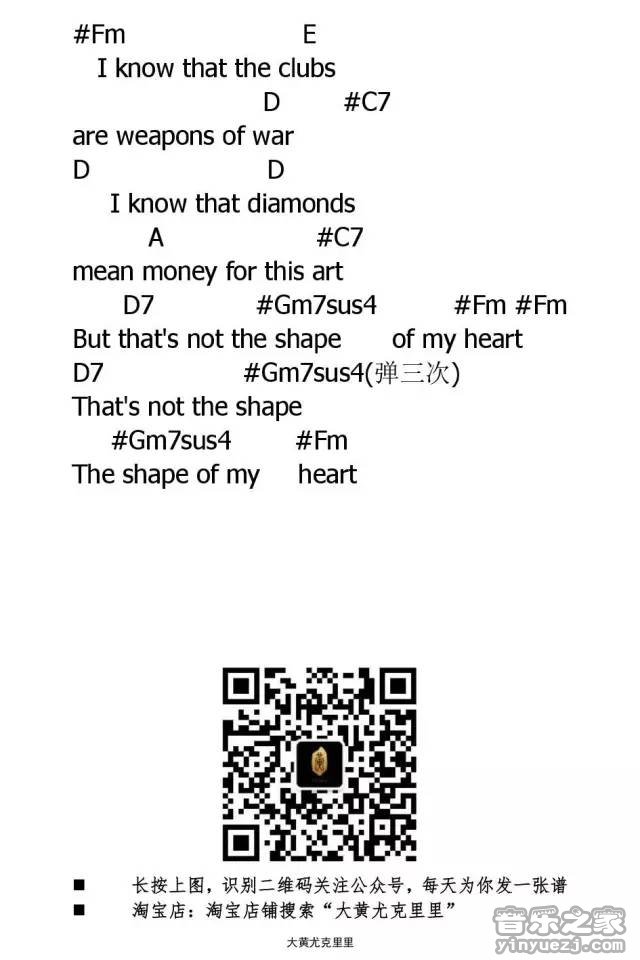 #Fm E
I know that the clubs
D #C7
are weapons of war
D D
I know that diamonds
A #C7
mean money for this art
D7 #Gm7sus4 #Fm #Fm
But that's not the shape of my heart
D7 #Gm7sus4(弹三次)
That's not the shape
#Gm7sus4 #Fm
The shape of my heart
■ 长按上图，识别二维码关注公众号，每天为你发一张谱
■ 淘宝店：淘宝店铺搜索“大黄尤克里里”
大黄尤克里里
音乐之家
yinyuezj.com